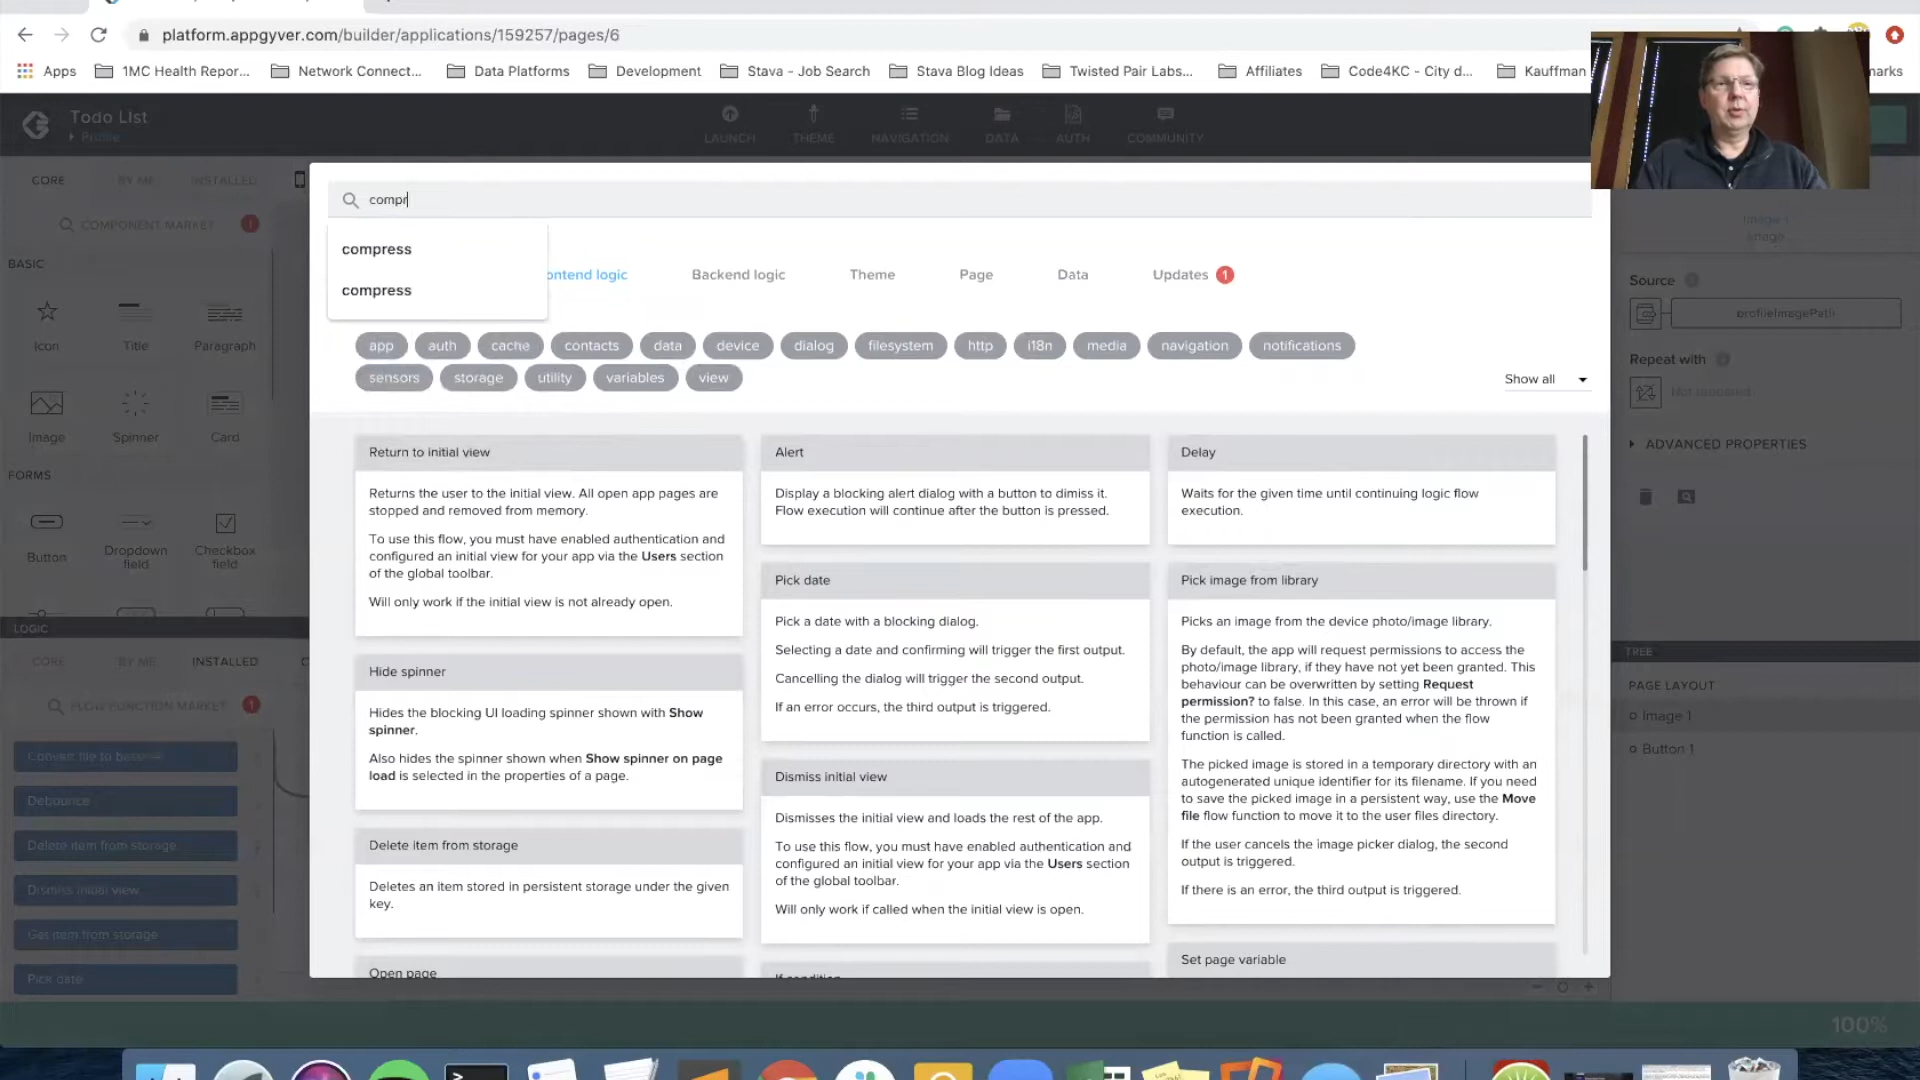 platform.appgyver.com/builder/applications/159257/pages/6
Apps
1MC Health Repor...
Network Connect...
Data Platforms
Development
Stava - Job Search
Stava Blog Ideas
Twisted Pair Labs...
Affiliates
Code4KC - City d...
Kauffman
marks
Todo LIst
Profile
LAUNCH
THEME
NAVIGATION
DATA
AUTH
COMMUNITY
CORE
BY ME
INSTALLED
COMPONENT MARKET
BASIC
Icon
Title
Paragraph
Image
Spinner
Card
FORMS
Button
Dropdown
field
Checkbox
field
LOGIC
CORE
BY ME
INSTALLED
FLOW FUNCTION MARKET
1
Convert file to base64
Debounce
Delete item from storage
Dismiss initial view
Get item from storage
Pick date
compr
compress
compress
ontend logic
Backend logic
Theme
Page
Data
Updates
1
app
auth
cache
contacts
data
device
dialog
filesystem
http
i18n
media
navigation
notifications
sensors
storage
utility
variables
view
Show all
Return to initial view
Returns the user to the initial view. All open app pages are
stopped and removed from memory.
To use this flow, you must have enabled authentication and
configured an initial view for your app via the Users section
of the global toolbar.
Will only work if the initial view is not already open.
Hide spinner
Hides the blocking UI loading spinner shown with Show
spinner.
Also hides the spinner shown when Show spinner on page
load is selected in the properties of a page.
Delete item from storage
Deletes an item stored in persistent storage under the given
key.
Open page
Alert
Display a blocking alert dialog with a button to dimiss it.
Flow execution will continue after the button is pressed.
Pick date
Pick a date with a blocking dialog.
Selecting a date and confirming will trigger the first output.
Cancelling the dialog will trigger the second output.
If an error occurs, the third output is triggered.
Dismiss initial view
Dismisses the initial view and loads the rest of the app.
To use this flow, you must have enabled authentication and
configured an initial view for your app via the Users section
of the global toolbar.
Will only work if called when the initial view is open.
If condition
Delay
Waits for the given time until continuing logic flow
execution.
Pick image from library
Picks an image from the device photo/image library.
By default, the app will request permissions to access the
photo/image library, if they have not yet been granted. This
behaviour can be overwritten by setting Request
permission? to false. In this case, an error will be thrown if
the permission has not been granted when the flow
function is called.
The picked image is stored in a temporary directory with an
autogenerated unique identifier for its filename. If you need
to save the picked image in a persistent way, use the Move
file flow function to move it to the user files directory.
If the user cancels the image picker dialog, the second
output is triggered.
If there is an error, the third output is triggered.
Set page variable
Image 1
Image
Source
profileImagePath
Repeat with
Not repeated
ADVANCED PROPERTIES
TREE
PAGE LAYOUT
Image 1
Button 1
100%